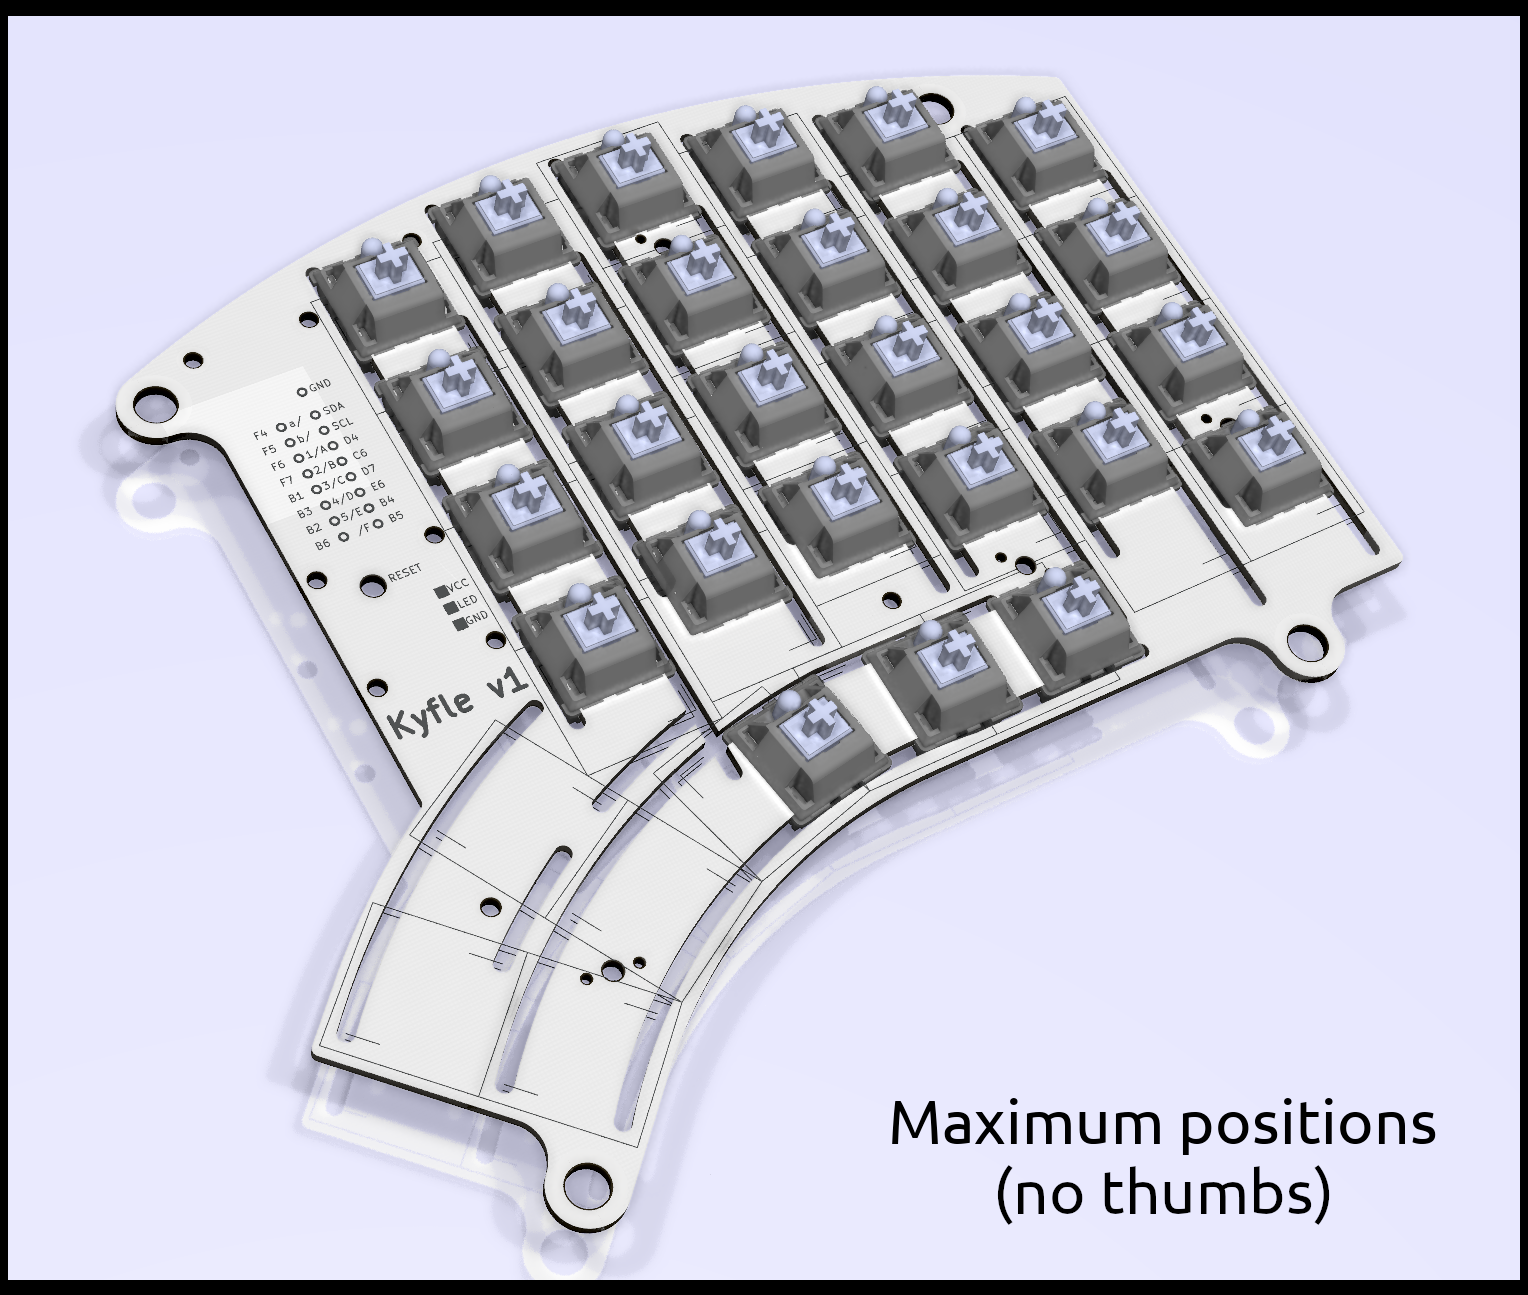 GND
F4 a/ SDA
F5 b/ SCL
F6 1/A D4
F7 2/B C6
B1 3/C D7
B3 4/D E6
B2 5/E B4
B6 /F B5
RESET
VCC
LED
GND
Kyfle v1
Maximum positions
(no thumbs)